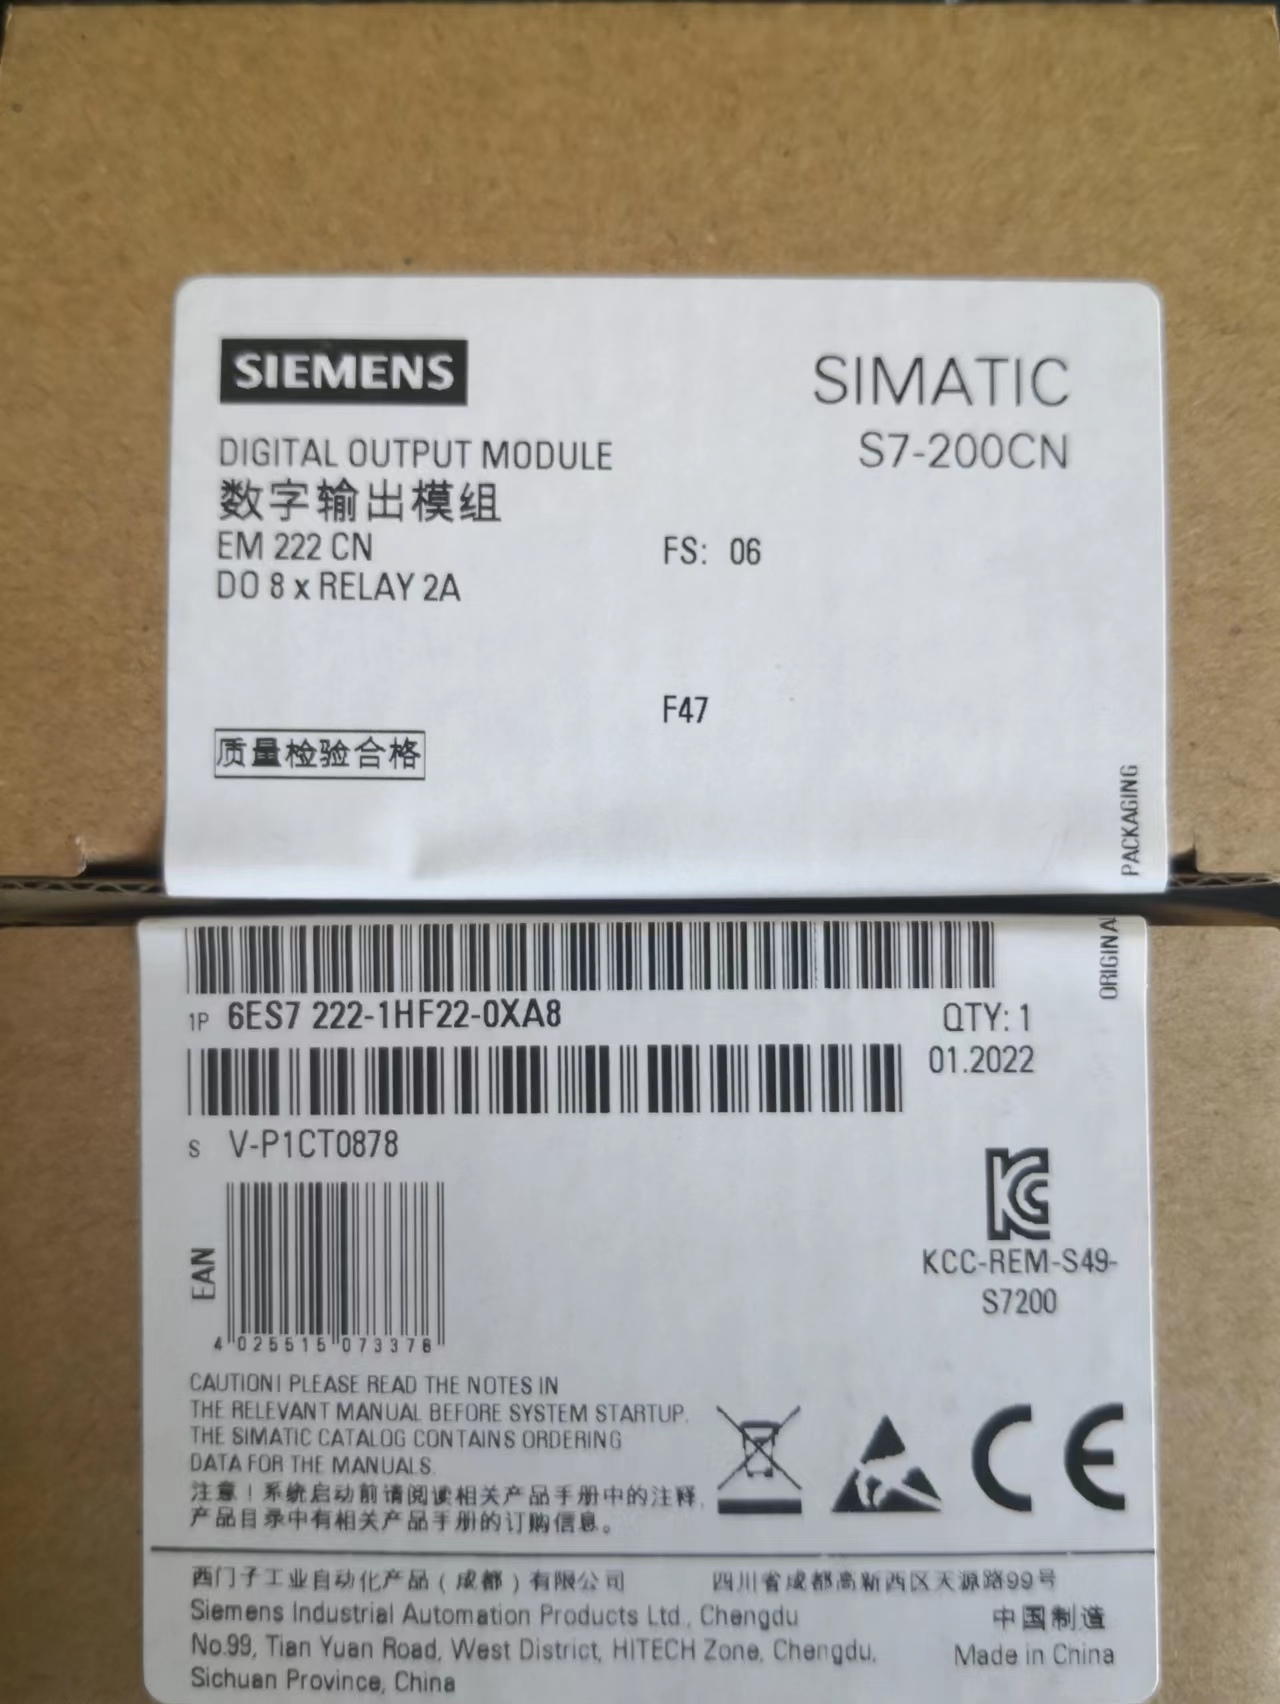 SIEMENS
SIMATIC
S7-200CN
DIGITAL OUTPUT MODULE
数字输出模组
EM 222 CN
FS: 06
DO 8 x RELAY 2A
F47
质量检验合格
PACKAGING
ORIGINA
1P 6ES7 222-1HF22-0XA8
QTY: 1
01.2022
S V-P1CT0878
KCC-REM-S49-
S7200
EAN
4 025515 073376
CAUTION! PLEASE READ THE NOTES IN
THE RELEVANT MANUAL BEFORE SYSTEM STARTUP.
THE SIMATIC CATALOG CONTAINS ORDERING
DATA FOR THE MANUALS.
注意！系统启动前请阅读相关产品手册中的注释，
产品目录中有相关产品手册的订购信息。
CE
西门子工业自动化产品（成都）有限公司 四川省成都高新西区天源路99号
Siemens Industrial Automation Products Ltd., Chengdu
中国制造
No.99, Tian Yuan Road, West District, HITECH Zone, Chengdu,
Made in China
Sichuan Province, China